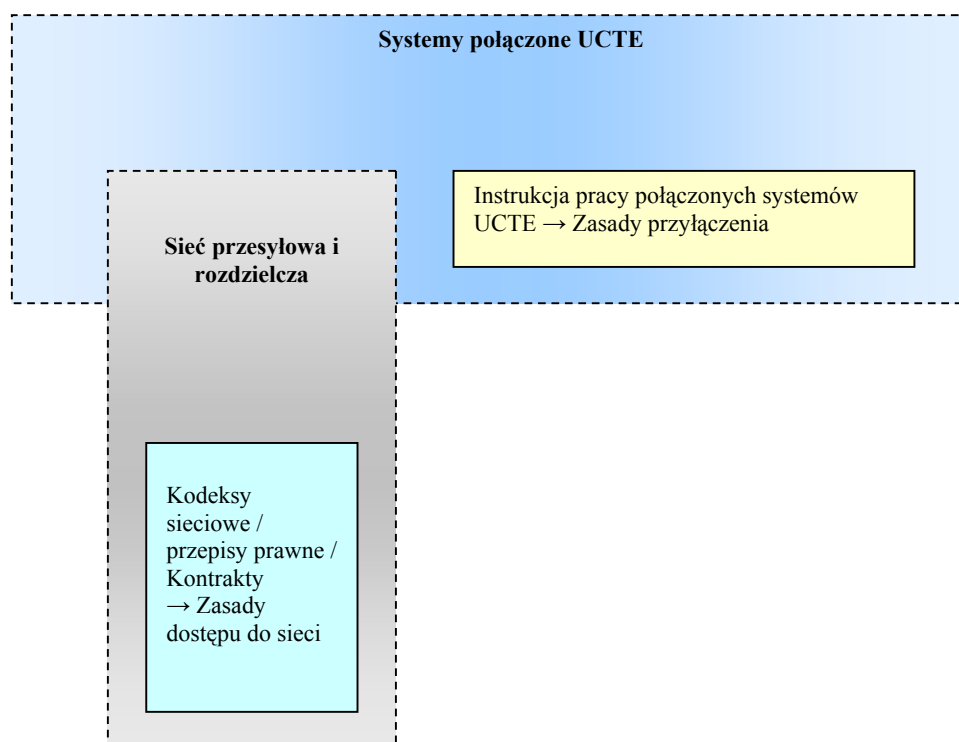 Systemy połączone UCTE
Instrukcja pracy połączonych systemów
UCTE → Zasady przyłączenia
Sieć przesyłowa i
rozdzielcza
Kodeksy
sieciowe /
przepisy prawne /
Kontrakty
→ Zasady
dostępu do sieci